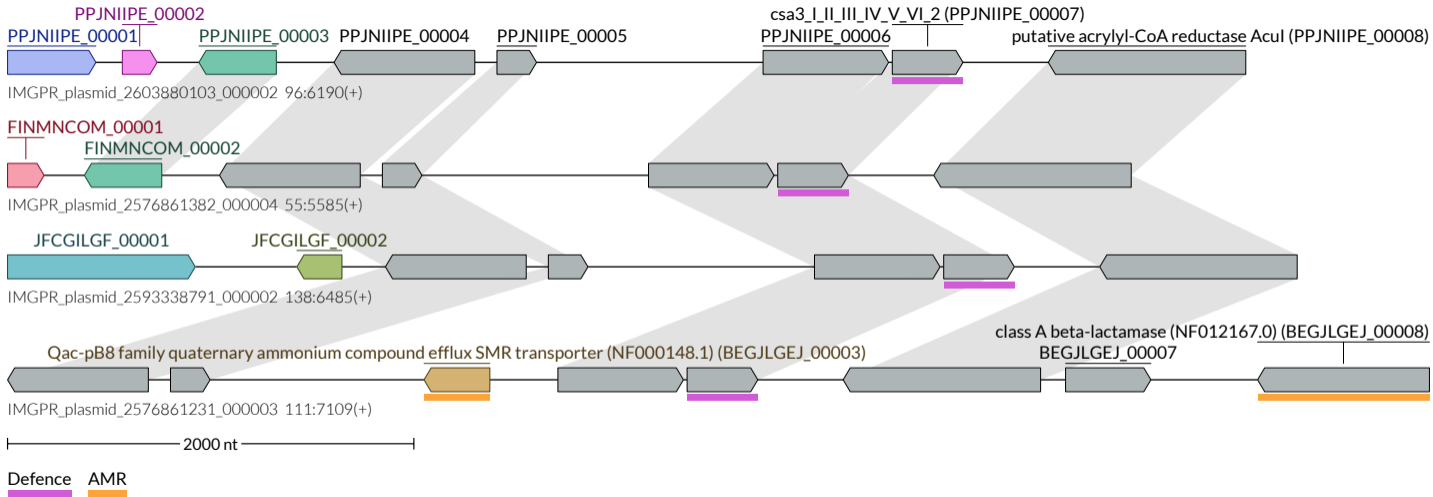 PPJNIIPE_00002
csa3_I_II_III_IV_V_VI_2 (PPJNIIPE_00007)
PPJNIIPE_00001
PPJNIIPE_00003
PPJNIIPE_00004
PPJNIIPE_00005
PPJNIIPE_00006
putative acrylyl-CoA reductase AcuI (PPJNIIPE_00008)
IMGPR_plasmid_2603880103_000002 96:6190(+)
FINMNCOM_00001
FINMNCOM_00002
IMGPR_plasmid_2576861382_000004 55:5585(+)
JFCGILGF_00001
JFCGILGF_00002
IMGPR_plasmid_2593338791_000002 138:6485(+)
class A beta-lactamase (NF012167.0) (BEGJLGEJ_00008)
Qac-pB8 family quaternary ammonium compound efflux SMR transporter (NF000148.1) (BEGJLGEJ_00003)
BEGJLGEJ_00007
IMGPR_plasmid_2576861231_000003 111:7109(+)
2000 nt
Defence
AMR